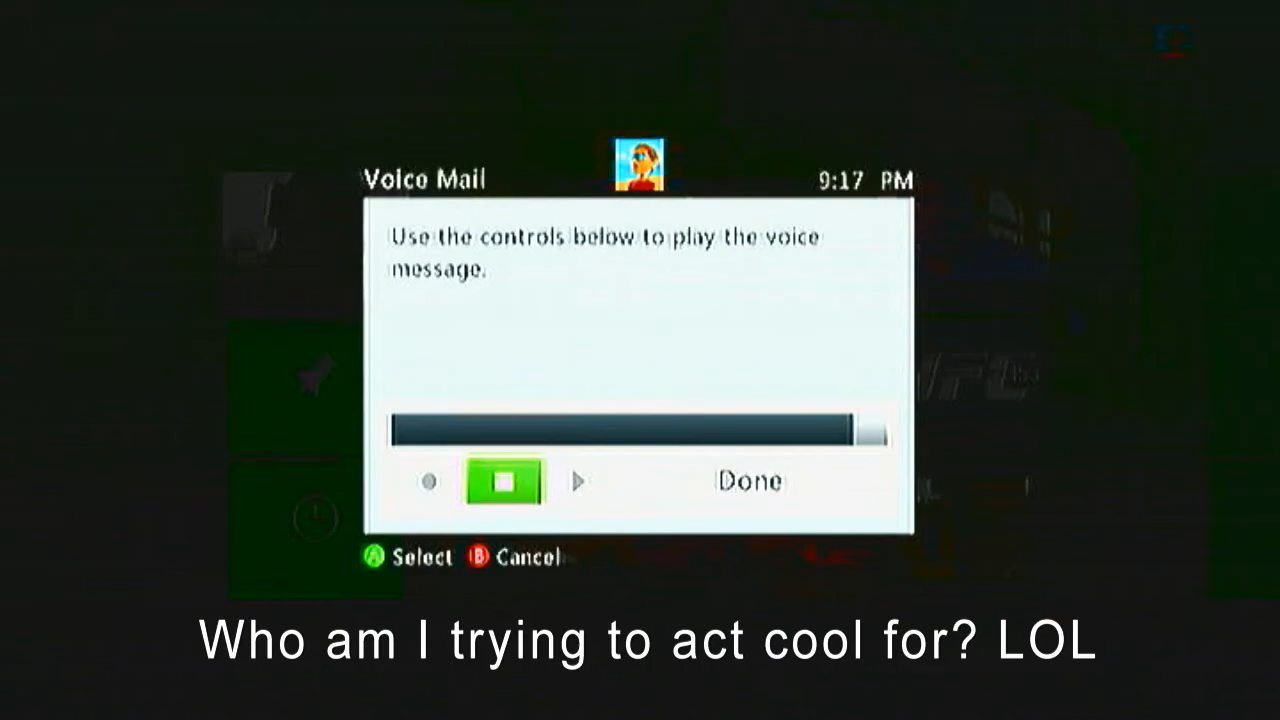 Voice Mail
9:17 PM
Use the controls below to play the voice
message.
Done
A Select B Cancel
Who am I trying to act cool for? LOL